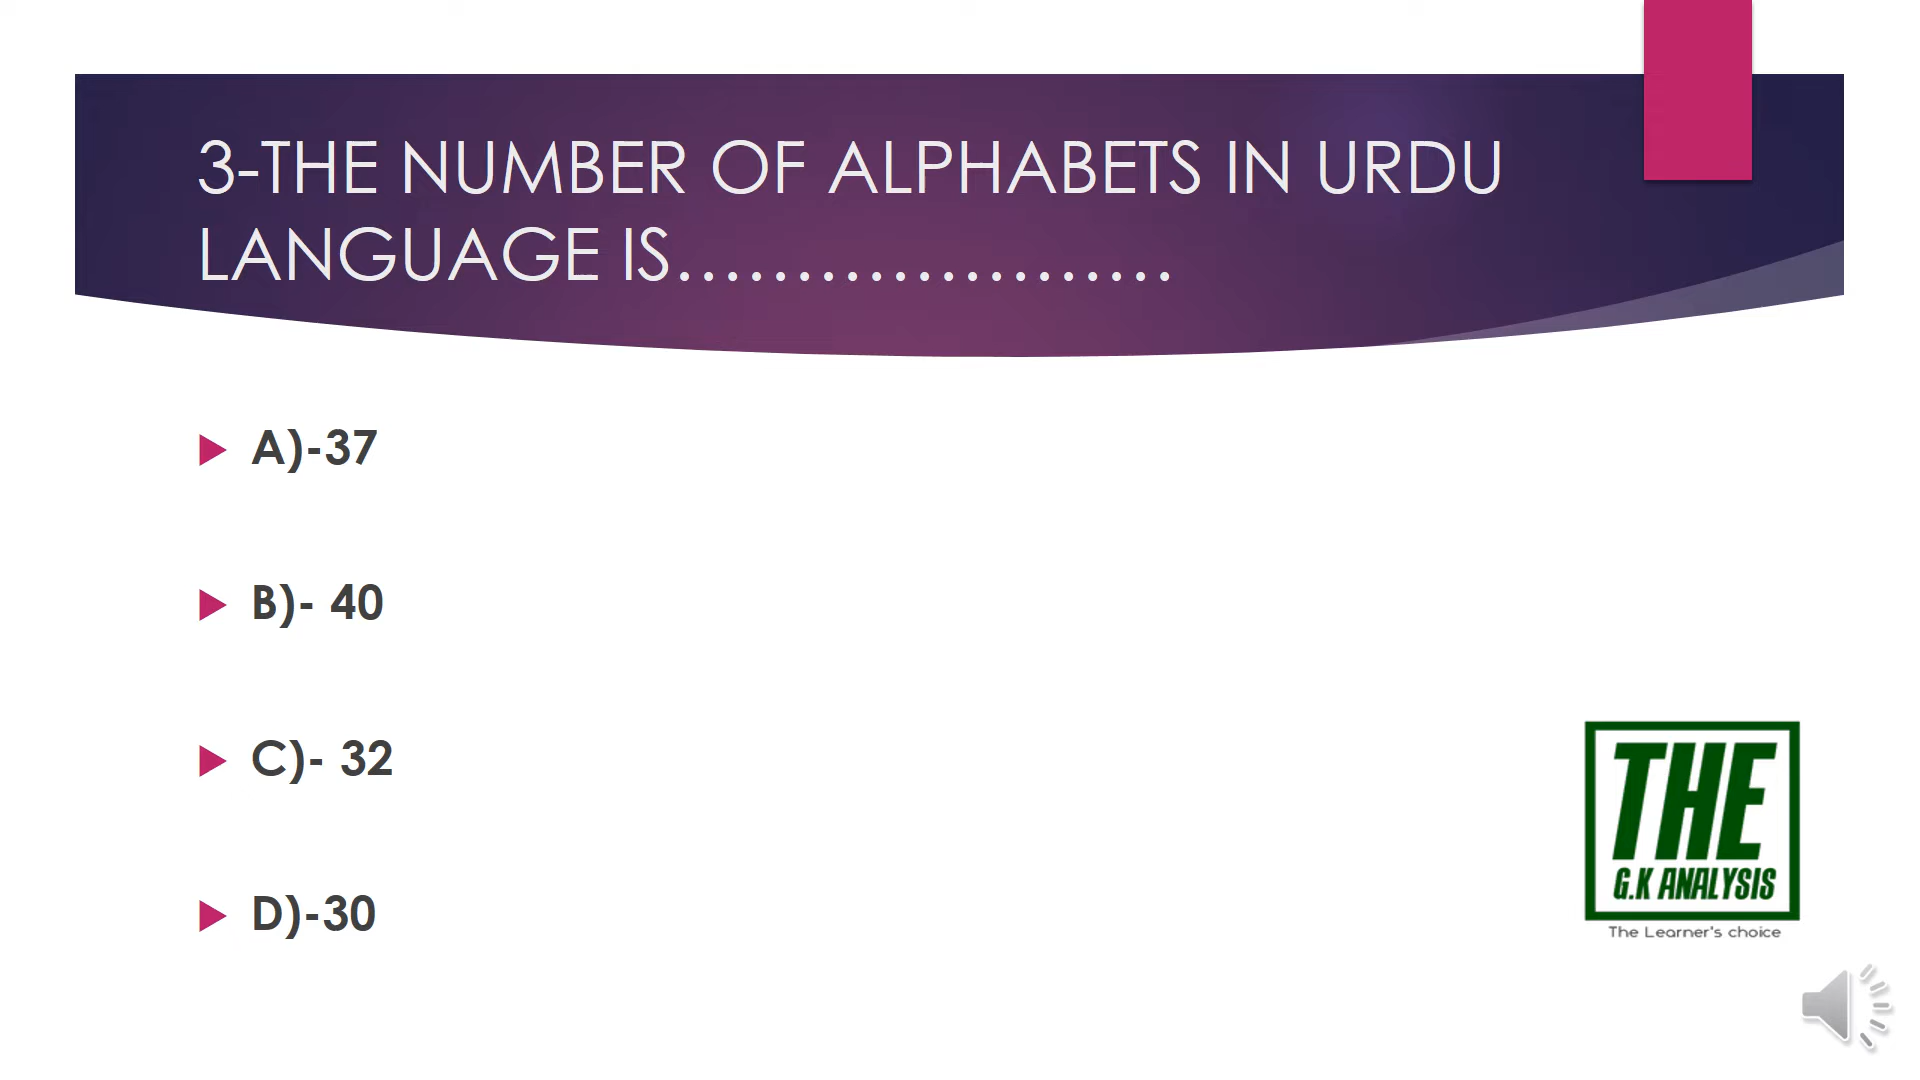 3-THE NUMBER OF ALPHABETS IN URDU
LANGUAGE IS.....................
A)-37
B)- 40
C)- 32
D)-30
THE
G.K ANALYSIS
The Learner's choice